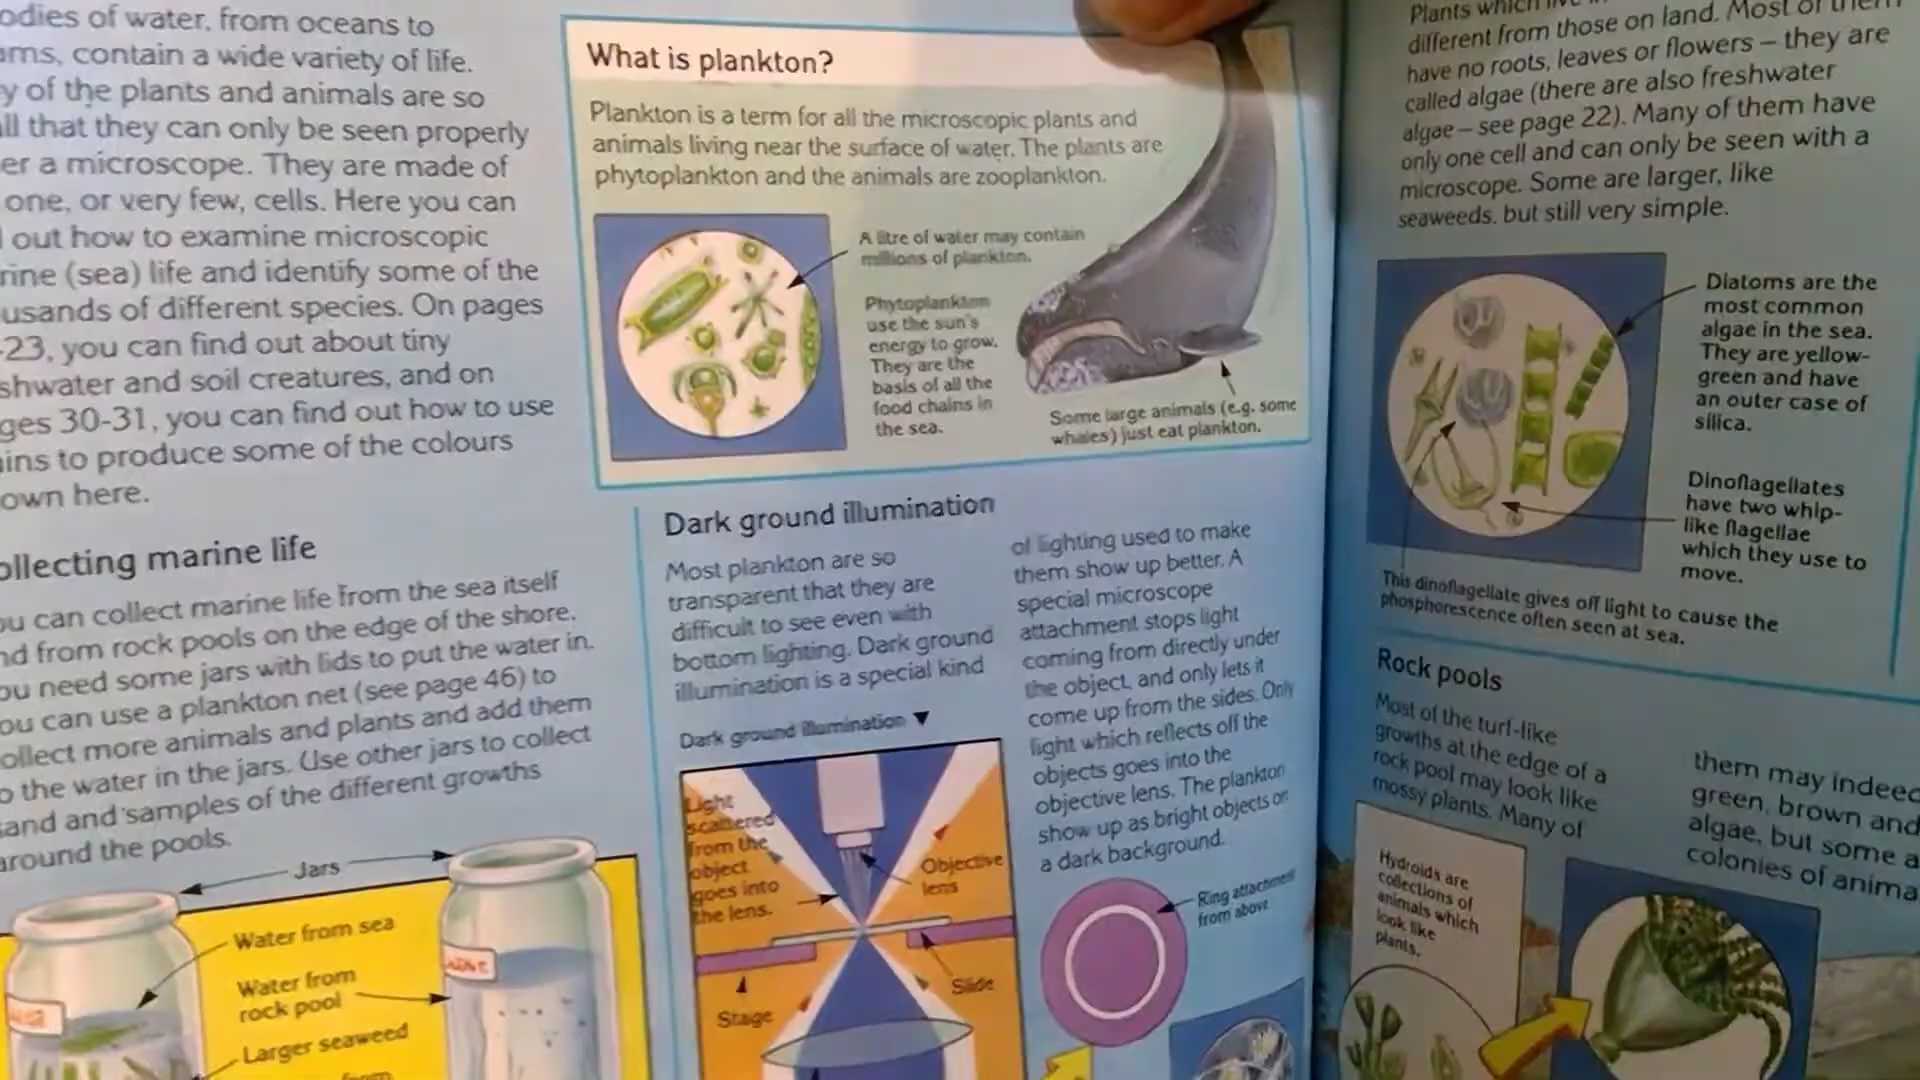 odies of water, from oceans to
ams, contain a wide variety of life.
y of the plants and animals are so
ll that they can only be seen properly
er a microscope. They are made of
one, or very few, cells. Here you can
out how to examine microscopic
rine (sea) life and identify some of the
usands of different species. On pages
-23, you can find out about tiny
shwater and soil creatures, and on
ges 30-31, you can find out how to use
ins to produce some of the colours
own here.
ollecting marine life
ou can collect marine life from the sea itself
nd from rock pools on the edge of the shore.
ou need some jars with lids to put the water in.
ou can use a plankton net (see page 46) to
ollect more animals and plants and add them
o the water in the jars. Use other jars to collect
sand and samples of the different growths
around the pools.
Jars
Water from sea
Water from
rock pool
Larger seaweed
What is plankton?
Plankton is a term for all the microscopic plants and
animals living near the surface of water. The plants are
phytoplankton and the animals are zooplankton.
A litre of water may contain
millions of plankton.
Phytoplankton
use the sun's
energy to grow.
They are the
basis of all the
food chains in
the sea.
Some large animals (e.g. some
whales) just eat plankton.
Dark ground illumination
Most plankton are so
transparent that they are
difficult to see even with
bottom lighting. Dark ground
illumination is a special kind
of lighting used to make
them show up better. A
special microscope
attachment stops light
coming from directly under
the object, and only lets it
come up from the sides. Only
light which reflects off the
objects goes into the
objective lens. The plankton
show up as bright objects on
a dark background.
Dark ground illumination ▼
Light
scattered
from the
object
goes into
the lens.
Objective
lens
Stage
Slide
Ring attachment
from above.
Plants which live in
different from those on land. Most of them
have no roots, leaves or flowers – they are
called algae (there are also freshwater
algae – see page 22). Many of them have
only one cell and can only be seen with a
microscope. Some are larger, like
seaweeds, but still very simple.
Diatoms are the
most common
algae in the sea.
They are yellow-
green and have
an outer case of
silica.
Dinoflagellates
have two whip-
like flagellae
which they use to
move.
This dinoflagellate gives off light to cause the
phosphorescence often seen at sea.
Rock pools
Most of the turf-like
growths at the edge of a
rock pool may look like
mossy plants. Many of
them may indeed
green, brown and
algae, but some a
colonies of anima
Hydroids are
collections of
animals which
look like
plants.